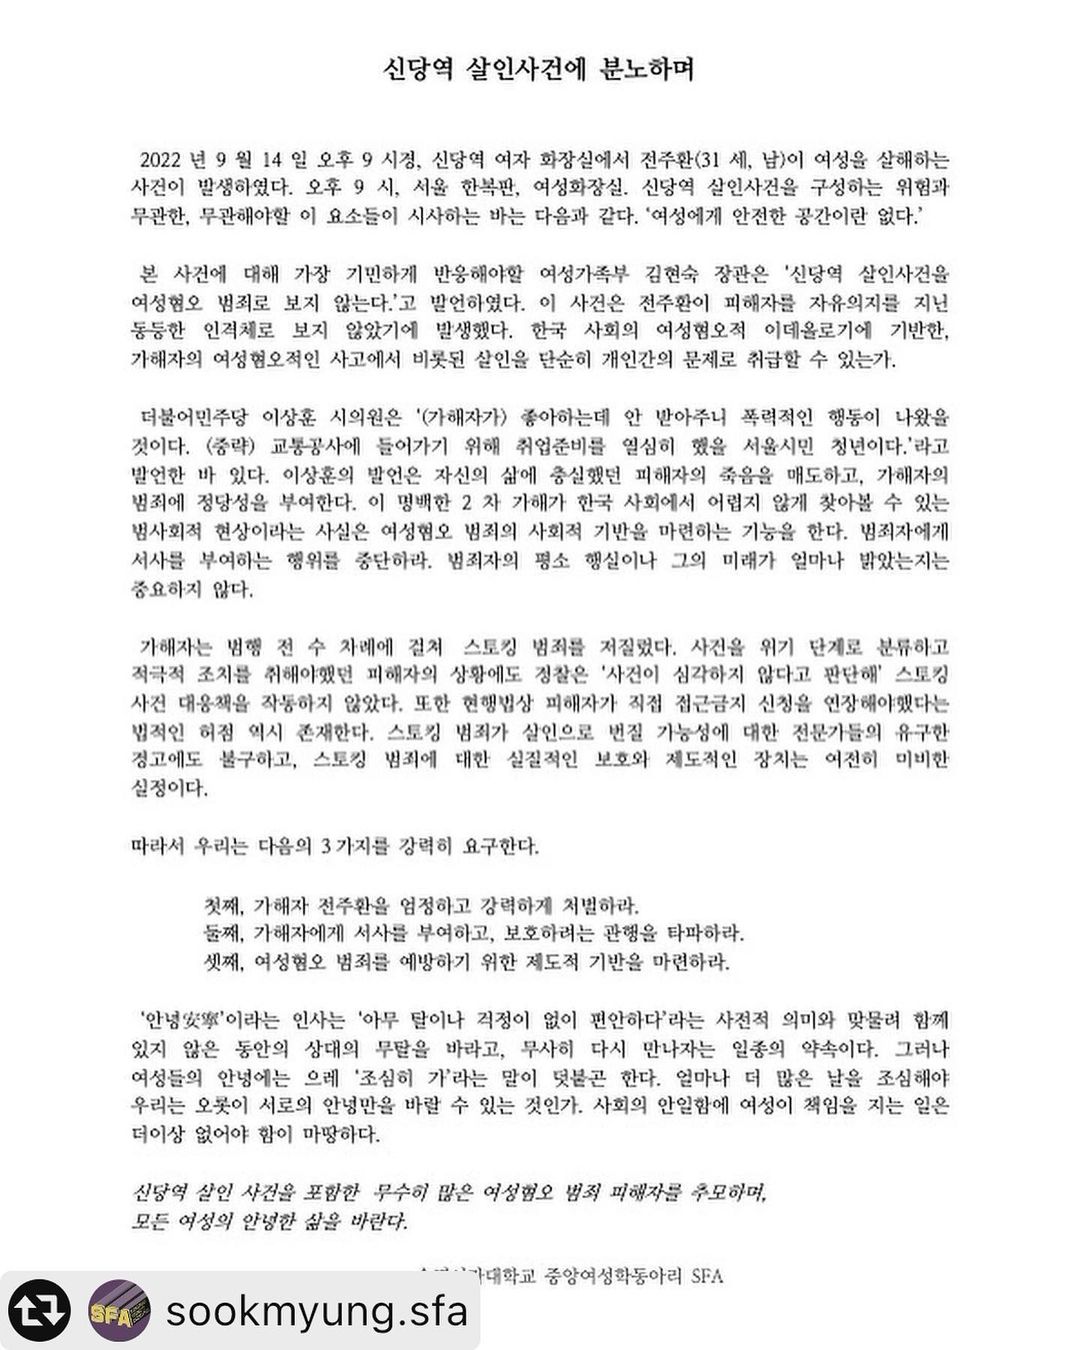 신당역 살인사건에 분노하며
2022 년 9 월 14 일 오후 9 시경, 신당역 여자 화장실에서 전주환(31 세, 남)이 여성을 살해하는
사건이 발생하였다. 오후 9 시, 서울 한복판, 여성화장실. 신당역 살인사건을 구성하는 위험과
무관한, 무관해야할 이 요소들이 시사하는 바는 다음과 같다. ‘여성에게 안전한 공간이란 없다.’
본 사건에 대해 가장 기민하게 반응해야할 여성가족부 김현숙 장관은 ‘신당역 살인사건을
여성혐오 범죄로 보지 않는다.’고 발언하였다. 이 사건은 전주환이 피해자를 자유의지를 지닌
동등한 인격체로 보지 않았기에 발생했다. 한국 사회의 여성혐오적 이데올로기에 기반한,
가해자의 여성혐오적인 사고에서 비롯된 살인을 단순히 개인간의 문제로 취급할 수 있는가.
더불어민주당 이상훈 시의원은 ‘(가해자가) 좋아하는데 안 받아주니 폭력적인 행동이 나왔을
것이다. (중략) 교통공사에 들어가기 위해 취업준비를 열심히 했을 서울시민 청년이다.’라고
발언한 바 있다. 이상훈의 발언은 자신의 삶에 충실했던 피해자의 죽음을 매도하고, 가해자의
범죄에 정당성을 부여한다. 이 명백한 2 차 가해가 한국 사회에서 어렵지 않게 찾아볼 수 있는
범사회적 현상이라는 사실은 여성혐오 범죄의 사회적 기반을 마련하는 기능을 한다. 범죄자에게
서사를 부여하는 행위를 중단하라. 범죄자의 평소 행실이나 그의 미래가 얼마나 밝았는지는
중요하지 않다.
가해자는 범행 전 수 차례에 걸쳐 스토킹 범죄를 저질렀다. 사건을 위기 단계로 분류하고
적극적 조치를 취해야했던 피해자의 상황에도 경찰은 ‘사건이 심각하지 않다고 판단해’ 스토킹
사건 대응책을 작동하지 않았다. 또한 현행법상 피해자가 직접 접근금지 신청을 연장해야했다는
법적인 허점 역시 존재한다. 스토킹 범죄가 살인으로 번질 가능성에 대한 전문가들의 유구한
경고에도 불구하고, 스토킹 범죄에 대한 실질적인 보호와 제도적인 장치는 여전히 미비한
실정이다.
따라서 우리는 다음의 3가지를 강력히 요구한다.
첫째, 가해자 전주환을 엄정하고 강력하게 처벌하라.
둘째, 가해자에게 서사를 부여하고, 보호하려는 관행을 타파하라.
셋째, 여성혐오 범죄를 예방하기 위한 제도적 기반을 마련하라.
‘안녕安寧’이라는 인사는 ‘아무 탈이나 걱정이 없이 편안하다’라는 사전적 의미와 맞물려 함께
있지 않은 동안의 상대의 무탈을 바라고, 무사히 다시 만나자는 일종의 약속이다. 그러나
여성들의 안녕에는 으레 ‘조심히 가’라는 말이 덧붙곤 한다. 얼마나 더 많은 날을 조심해야
우리는 오롯이 서로의 안녕만을 바랄 수 있는 것인가. 사회의 안일함에 여성이 책임을 지는 일은
더이상 없어야 함이 마땅하다.
신당역 살인 사건을 포함한 무수히 많은 여성혐오 범죄 피해자를 추모하며,
모든 여성의 안녕한 삶을 바란다.
대학교 중앙여성학동아리 SFA
SFA sookmyung.sfa